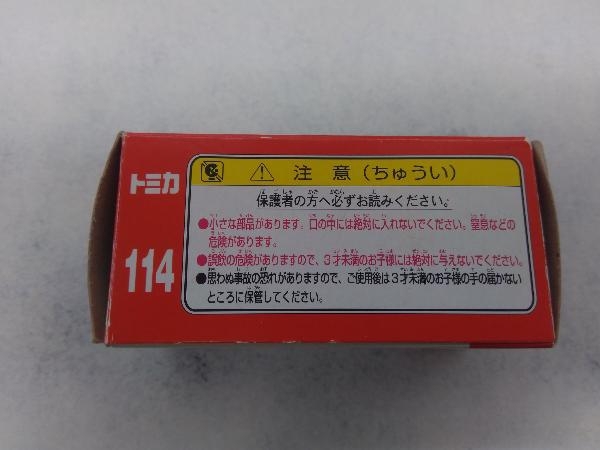 トミカ
114
注意(ちゅうい)
保護者の方へ必ずお読みください。
●小さな部品があります。口の中には絶対に入れないでください。窒息などの
危険があります。
●誤飲の危険がありますので、3才未満のお子様には絶対に与えないでください。
●思わぬ事故の恐れがありますので、ご使用後は3才未満のお子様の手の届かない
ところに保管してください。